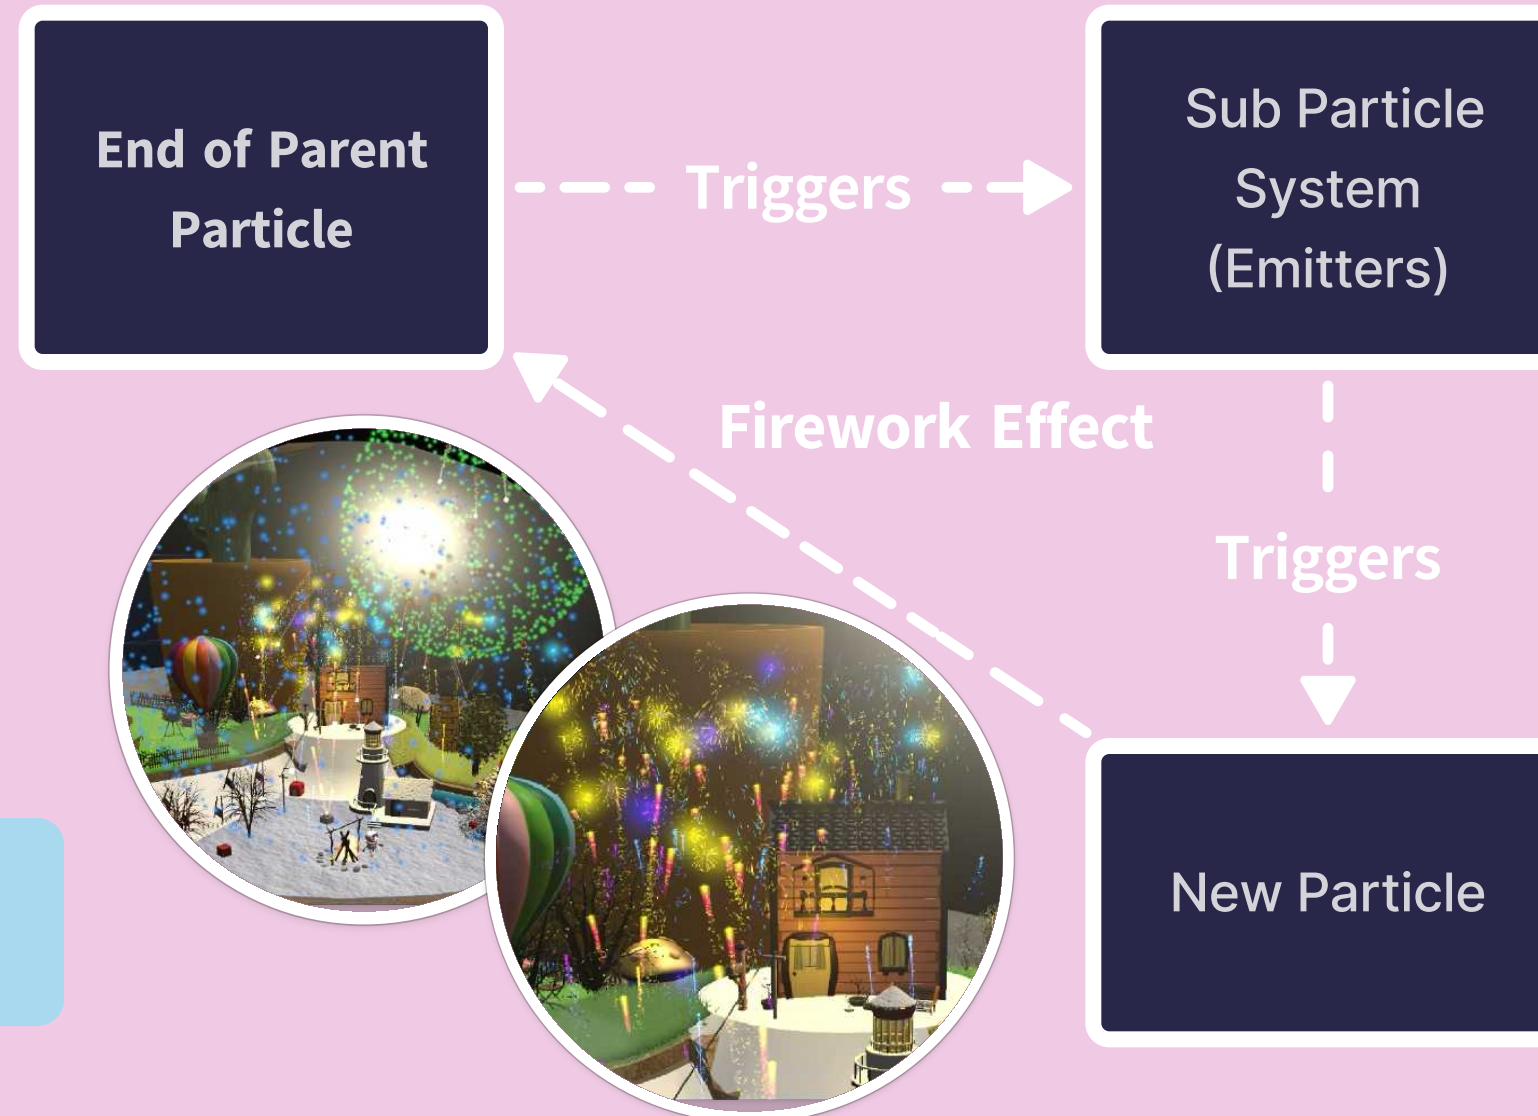 End of Parent
Particle
Triggers
Sub Particle
System
(Emitters)
Firework Effect
Triggers
New Particle